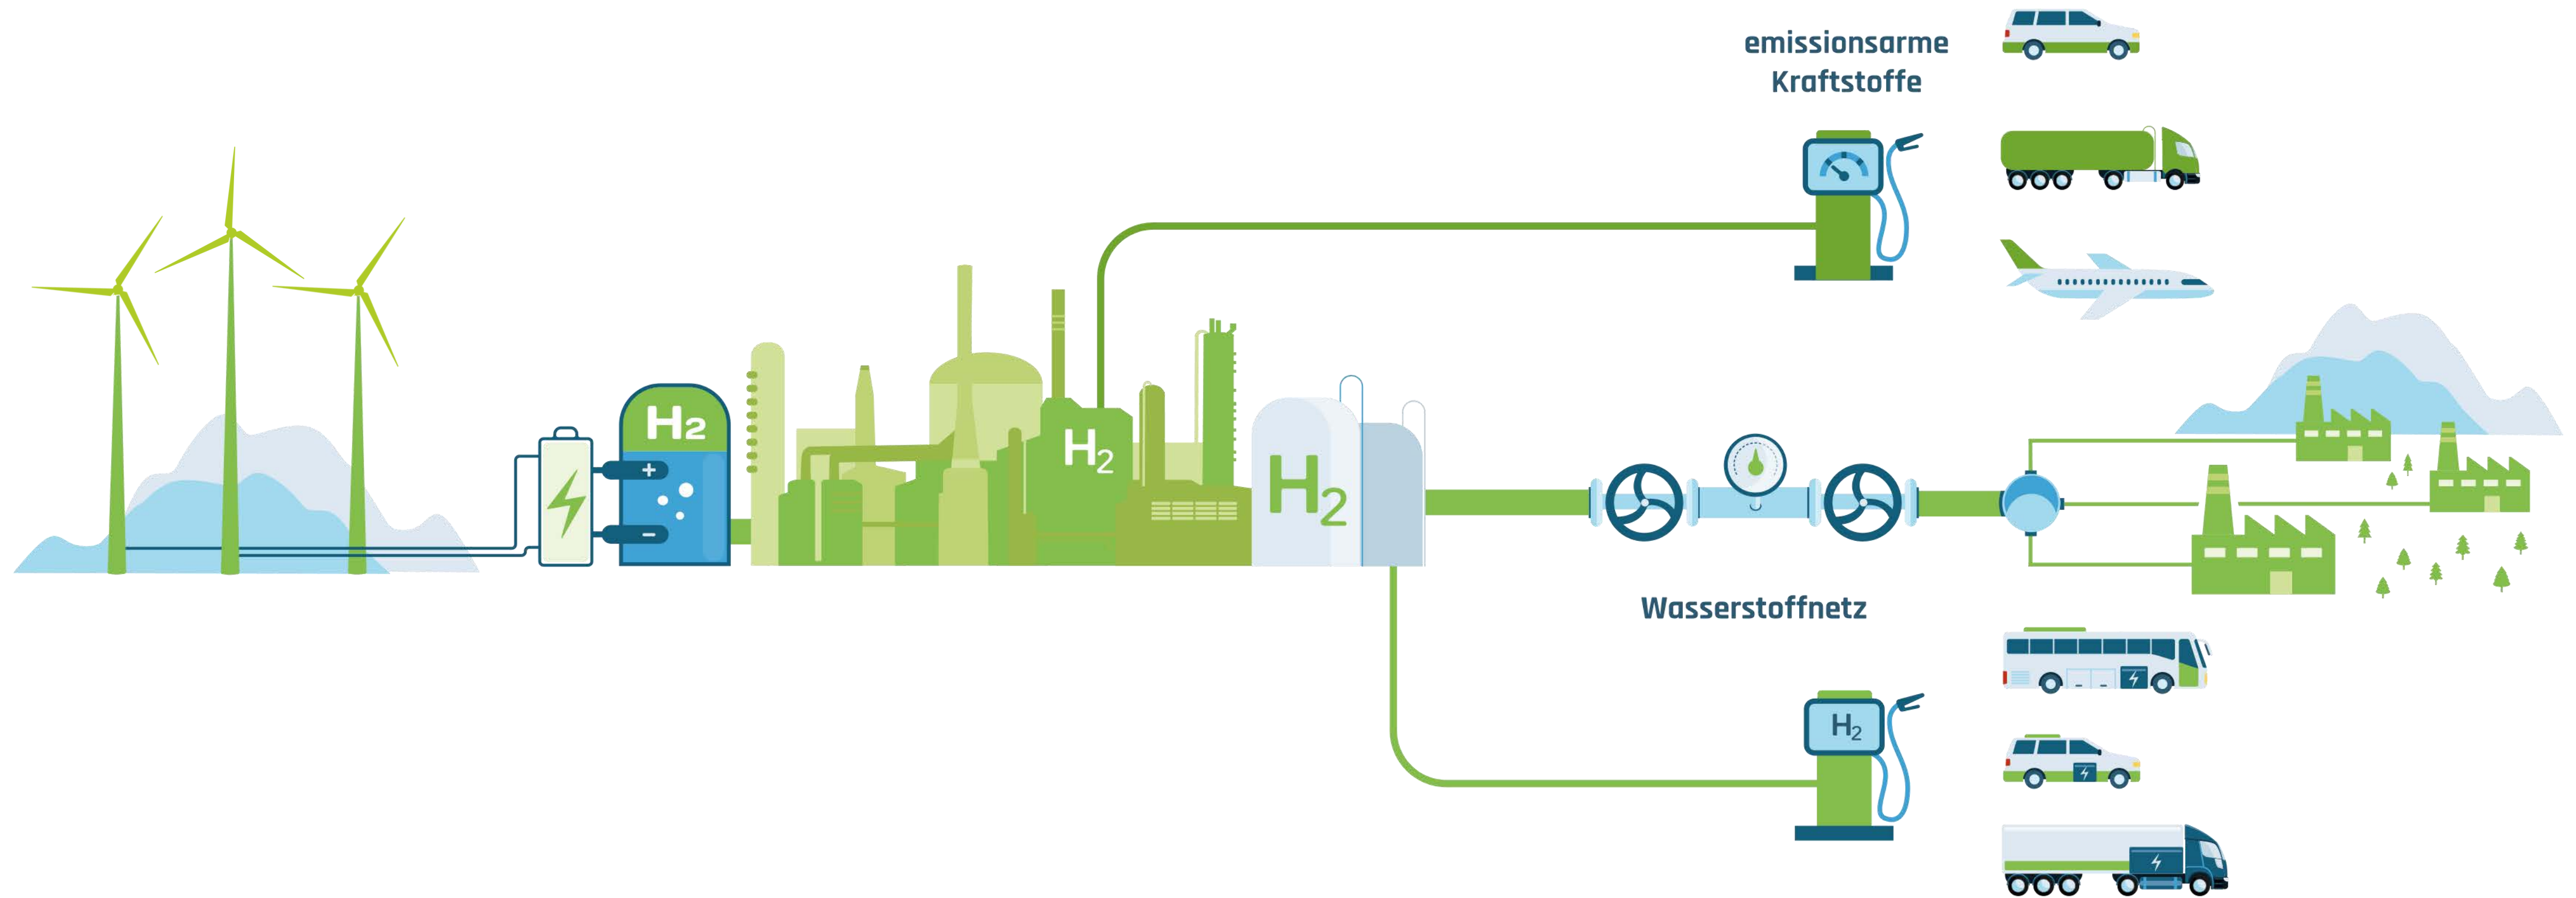 emissionsarme
Kraftstoffe
H2
+
−
H₂
H₂
Wasserstoffnetz
H₂